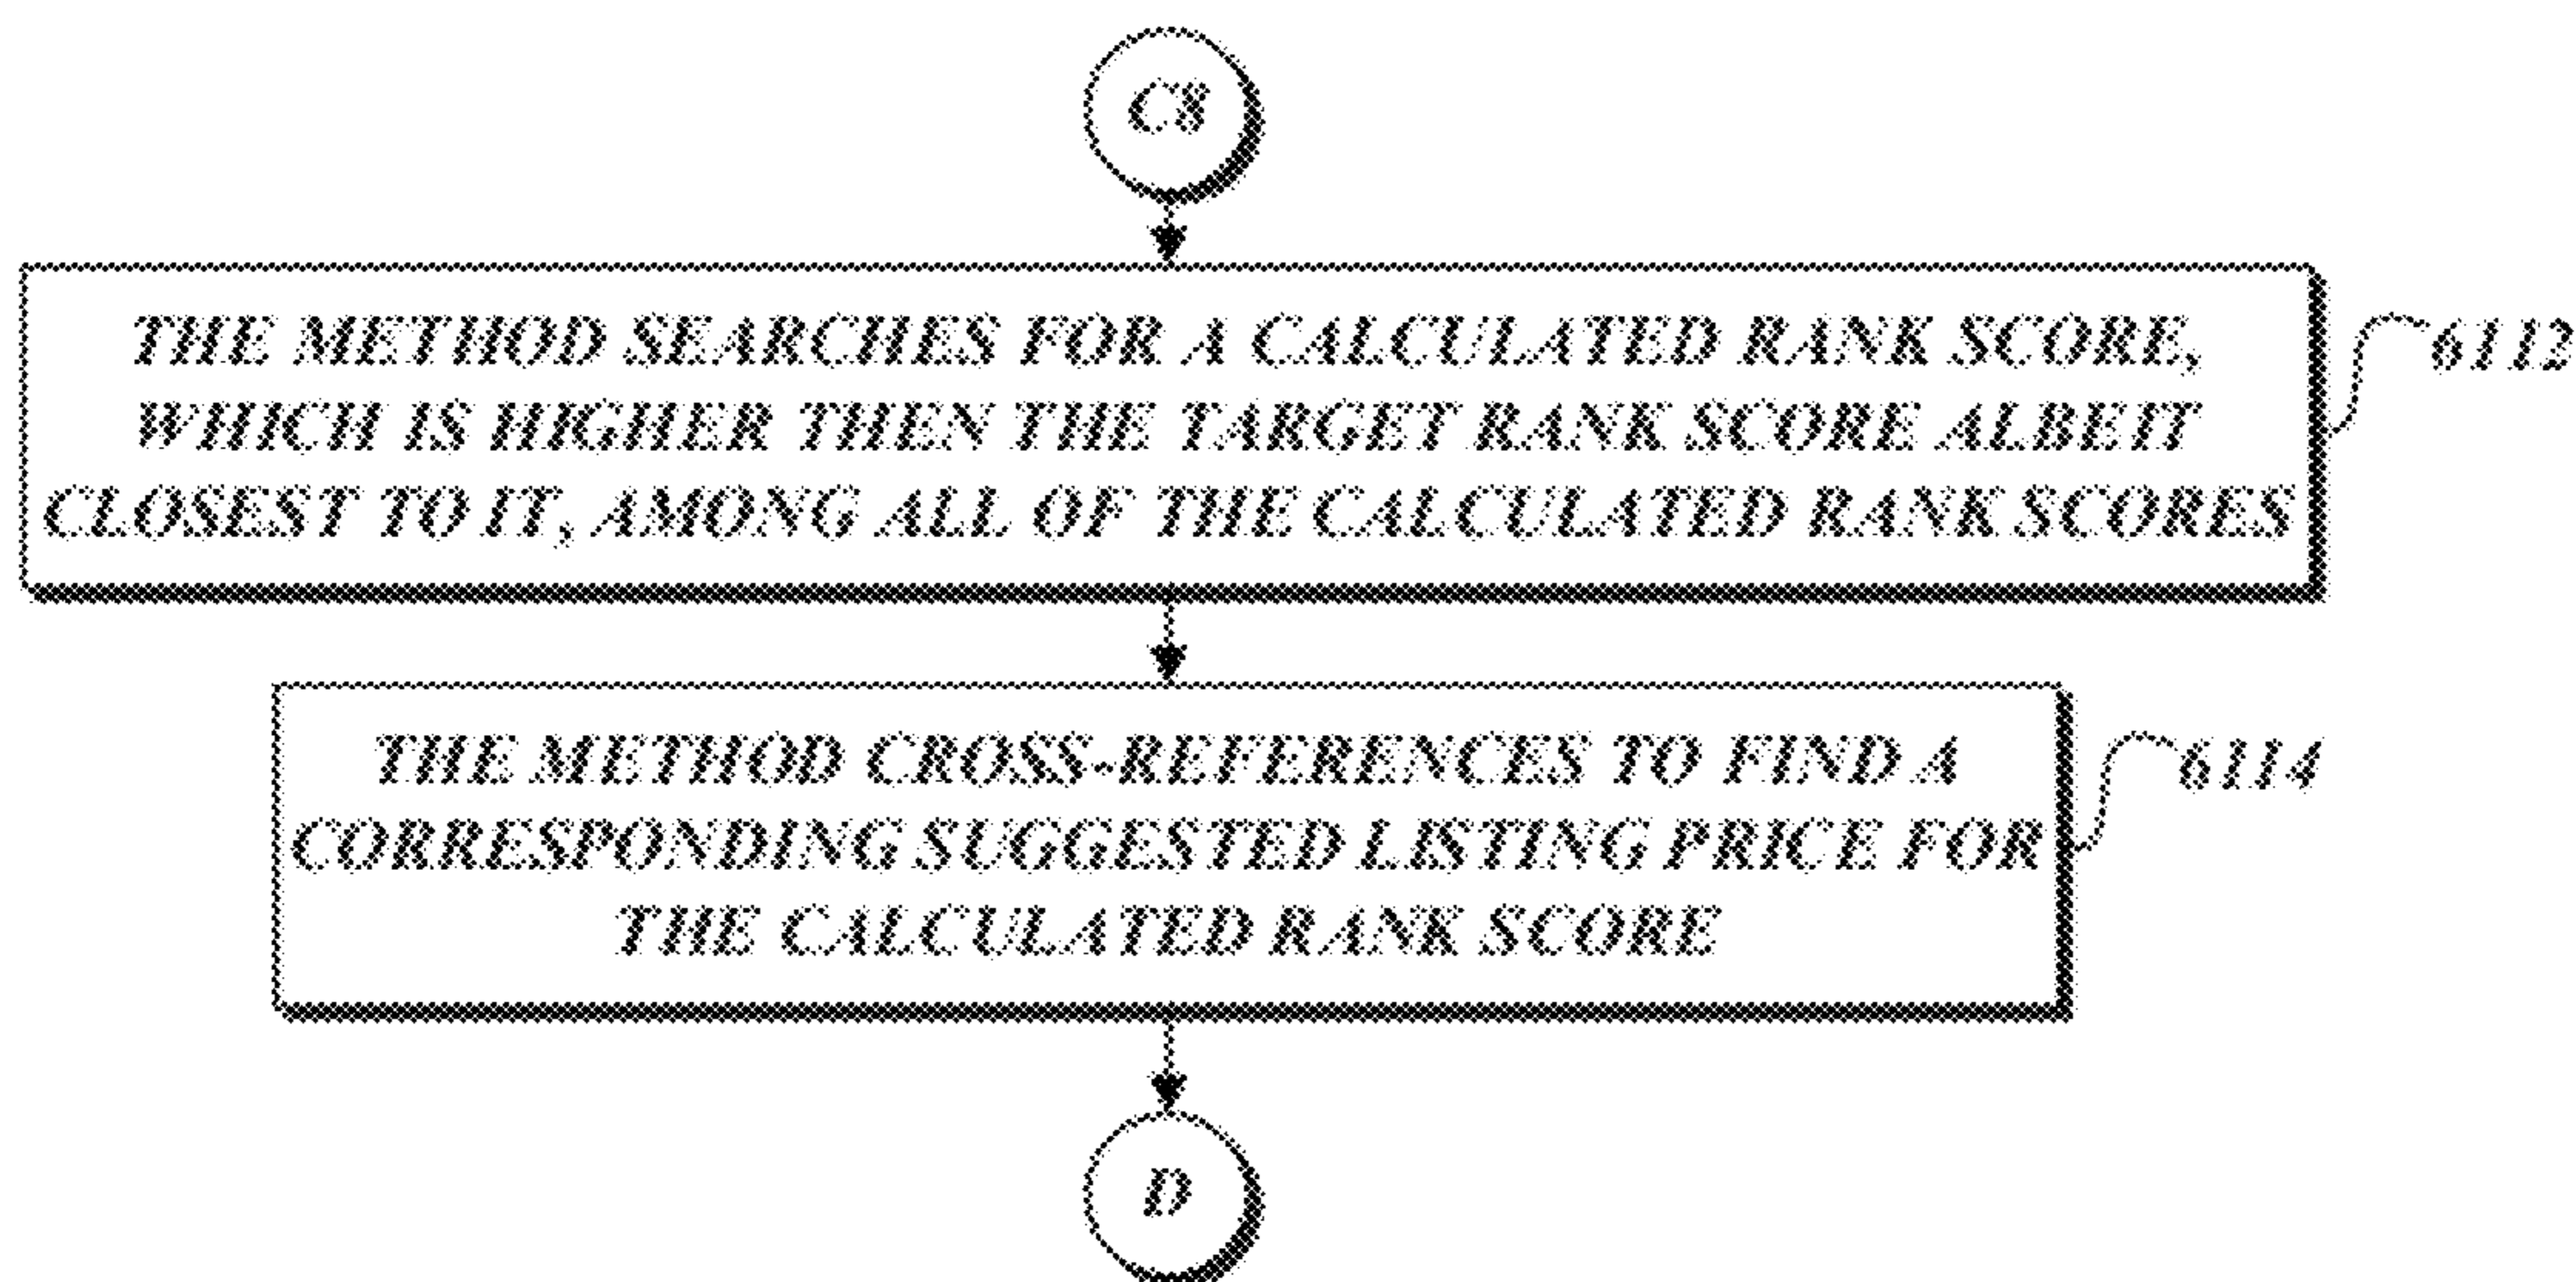 C8
THE METHOD SEARCHES FOR A CALCULATED RANK SCORE,
WHICH IS HIGHER THEN THE TARGET RANK SCORE ALBEIT
CLOSEST TO IT, AMONG ALL OF THE CALCULATED RANK SCORES
6112
THE METHOD CROSS-REFERENCES TO FIND A
CORRESPONDING SUGGESTED LISTING PRICE FOR
THE CALCULATED RANK SCORE
6114
D